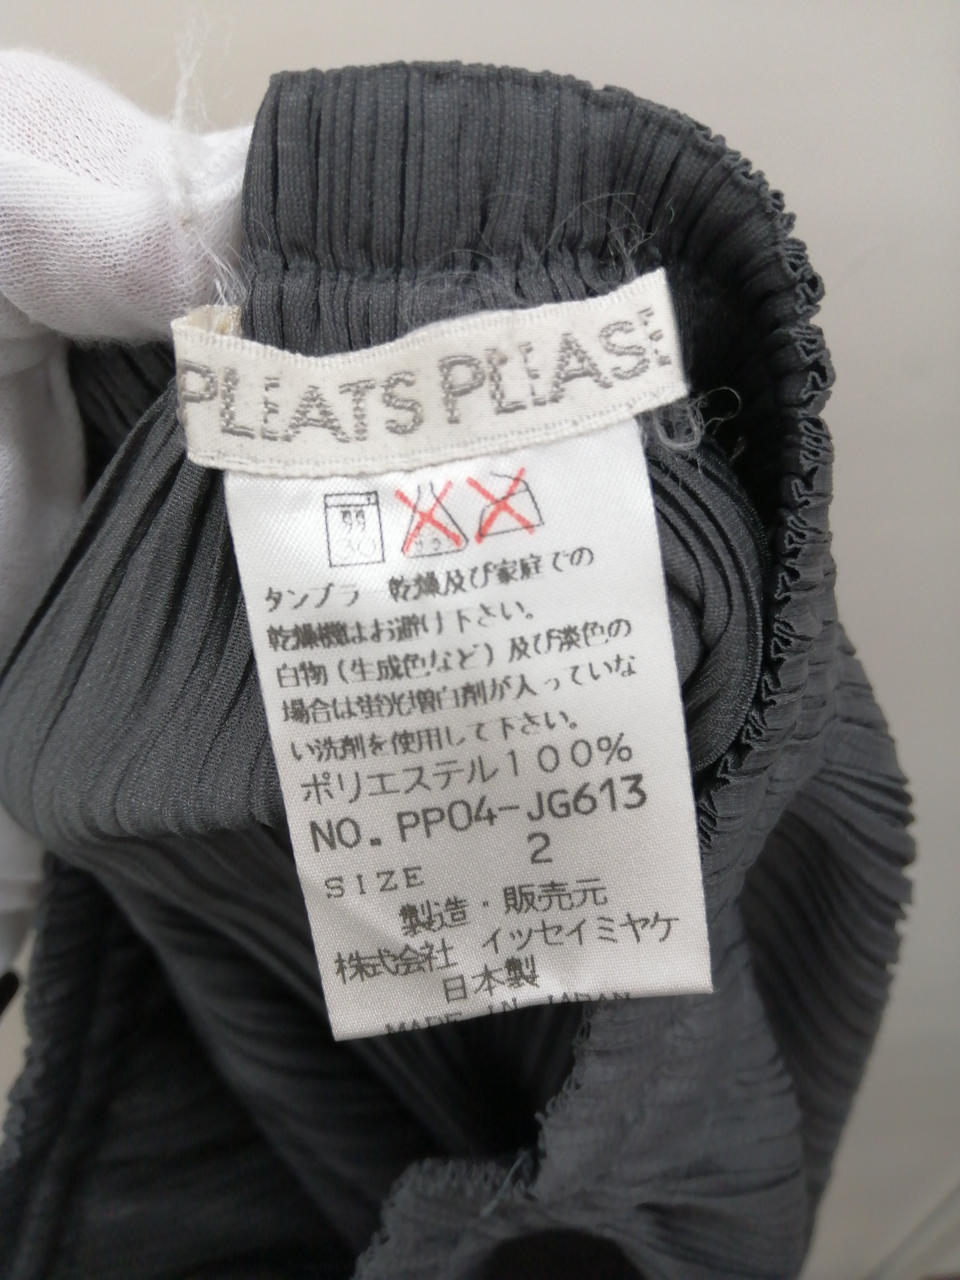 PLEATS PLEASE
30
タンブラ 乾燥及び家庭での
乾燥機はお避け下さい。
白物（生成色など）及び淡色の
場合は蛍光増白剤が入っていな
い洗剤を使用して下さい。
ポリエステル100%
NO. PP04-JG613
2
SIZE
製造・販売元
株式会社 イッセイミヤケ
日本製
MADE IN JAPAN